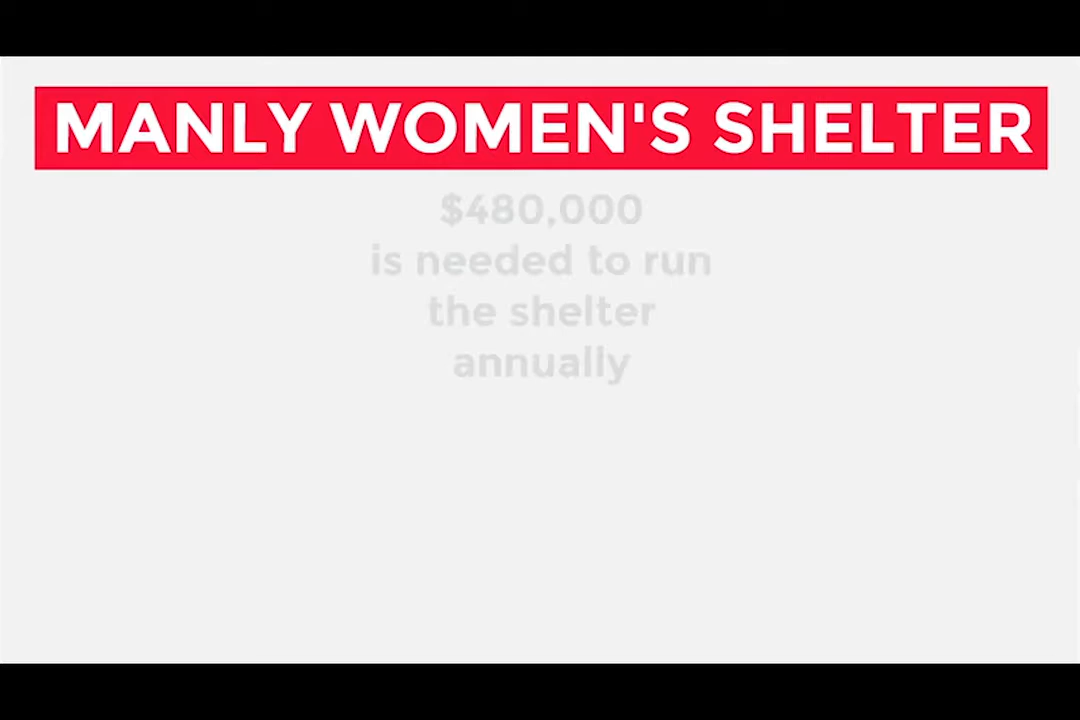 MANLY WOMEN'S SHELTER
$480,000
is needed to run
the shelter
annually